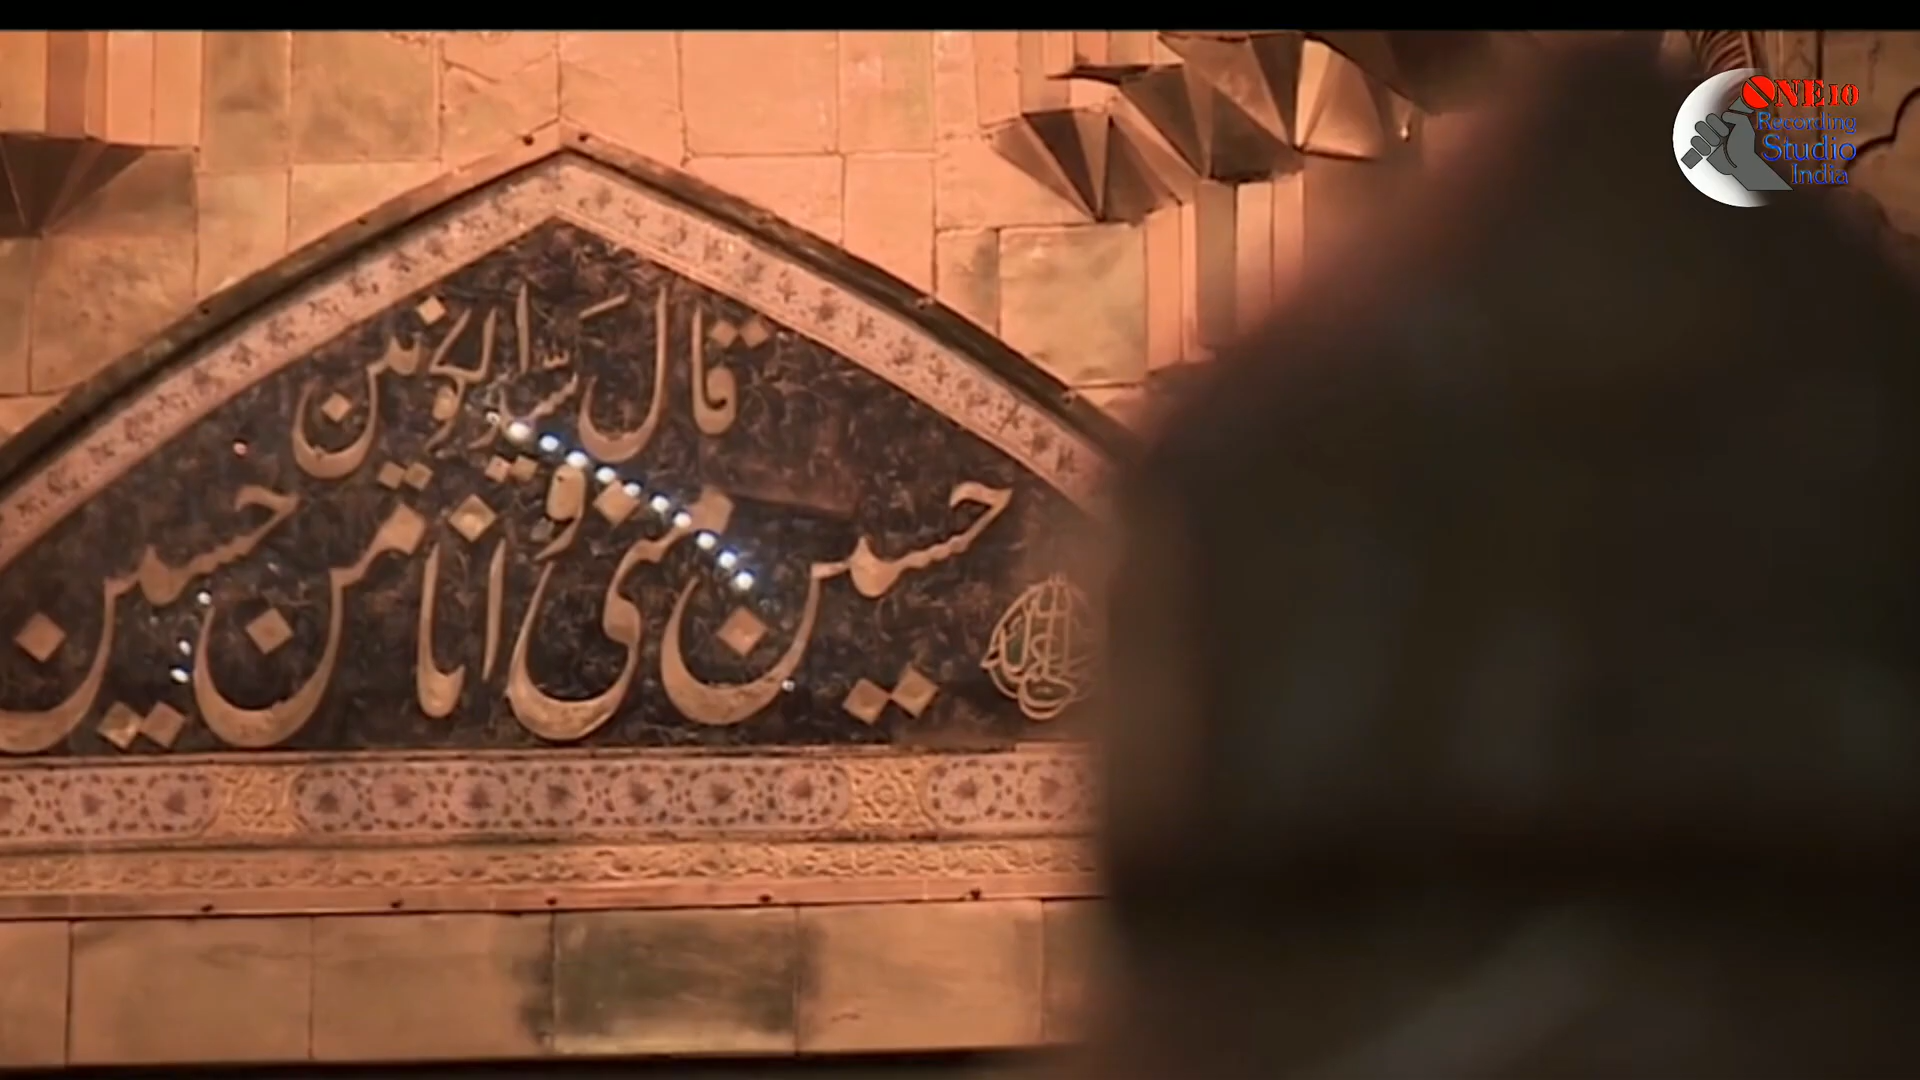 قال سید الکونین
حسین منی و انا من حسین
ONE10
Recording
Studio
India